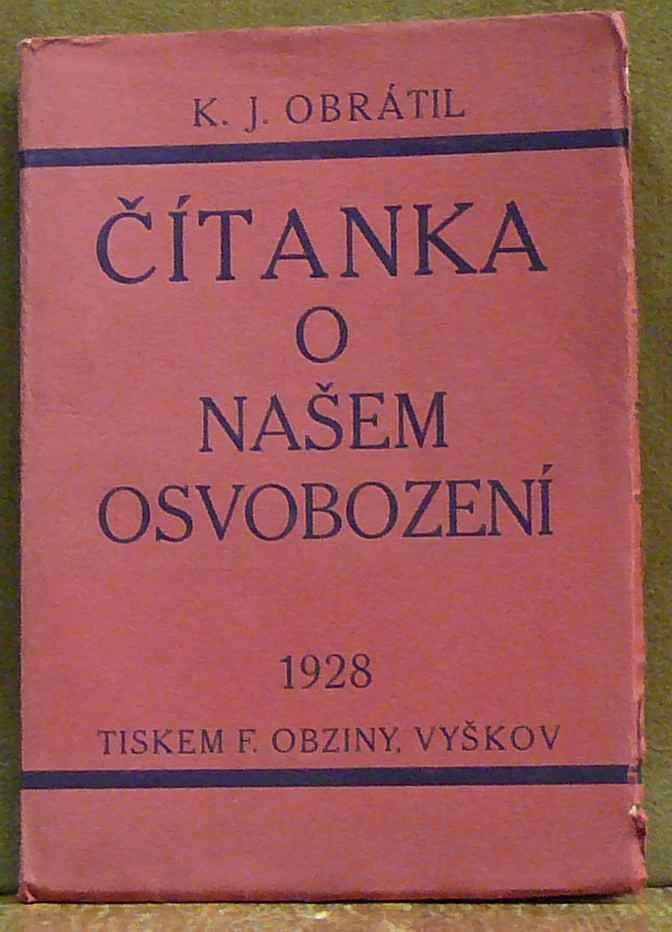 K. J. OBRÁTIL
ČÍTANKA
O
NAŠEM
OSVOBOZENÍ
1928
TISKEM F. OBZINY, VYŠKOV